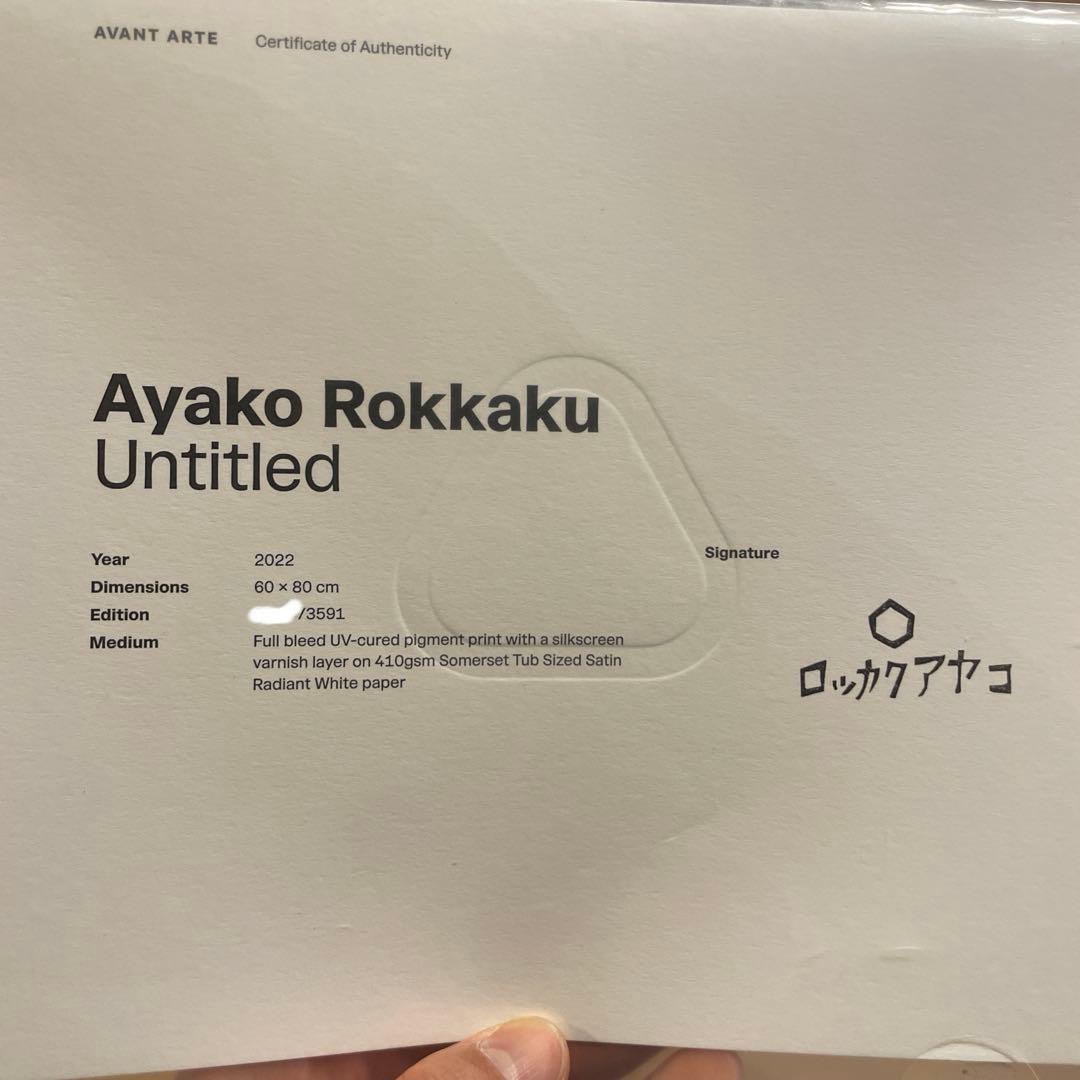 AVANT ARTE Certificate of Authenticity
Ayako Rokkaku
Untitled
Year 2022
Dimensions 60 × 80 cm
Edition /3591
Medium Full bleed UV-cured pigment print with a silkscreen
varnish layer on 410gsm Somerset Tub Sized Satin
Radiant White paper
Signature
ロッカクアヤコ